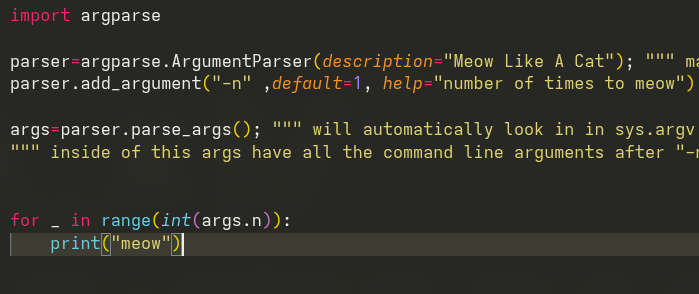 import argparse
parser=argparse.ArgumentParser(description="Meow Like A Cat"); """
parser.add_argument("-n" ,default=1, help="number of times to meow")
args=parser.parse_args(); """ will automatically look in in sys.argv
""" inside of this args have all the command line arguments after
for _ in range(int(args.n)):
    print("meow")